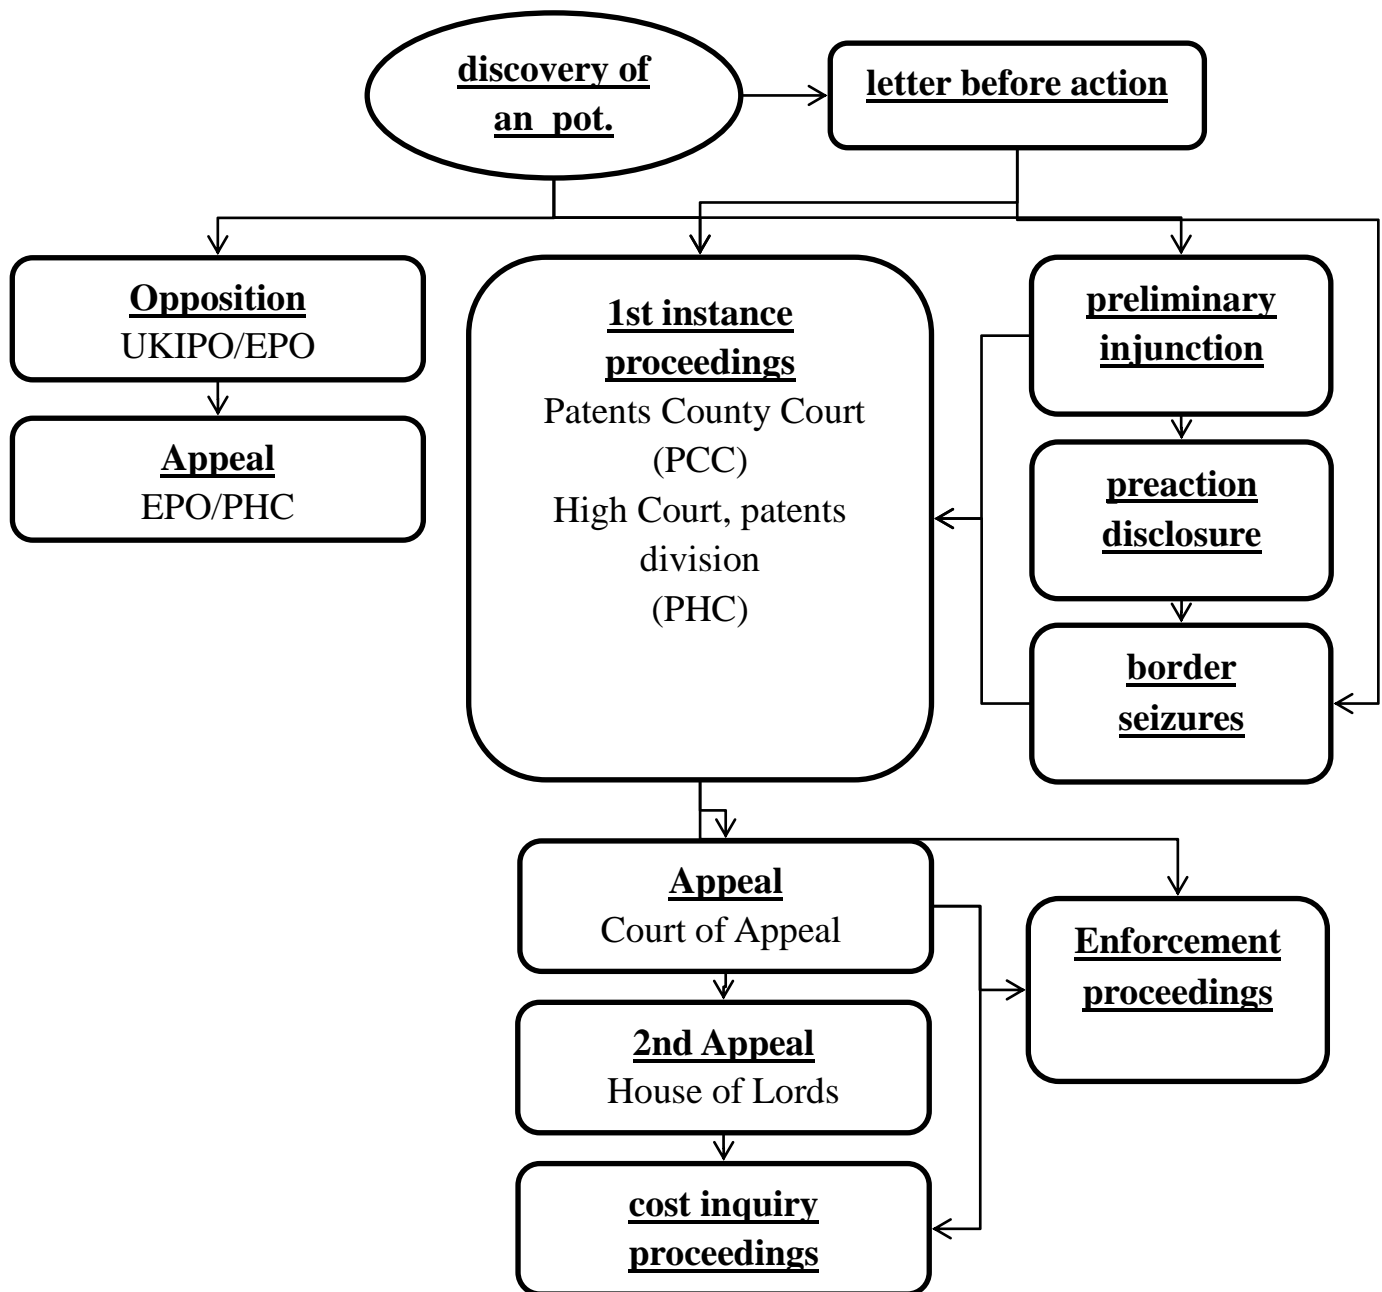 discovery of
an pot.
letter before action
Opposition
UKIPO/EPO
Appeal
EPO/PHC
1st instance
proceedings
Patents County Court
(PCC)
High Court, patents
division
(PHC)
preliminary
injunction
preaction
disclosure
border
seizures
Appeal
Court of Appeal
Enforcement
proceedings
2nd Appeal
House of Lords
cost inquiry
proceedings